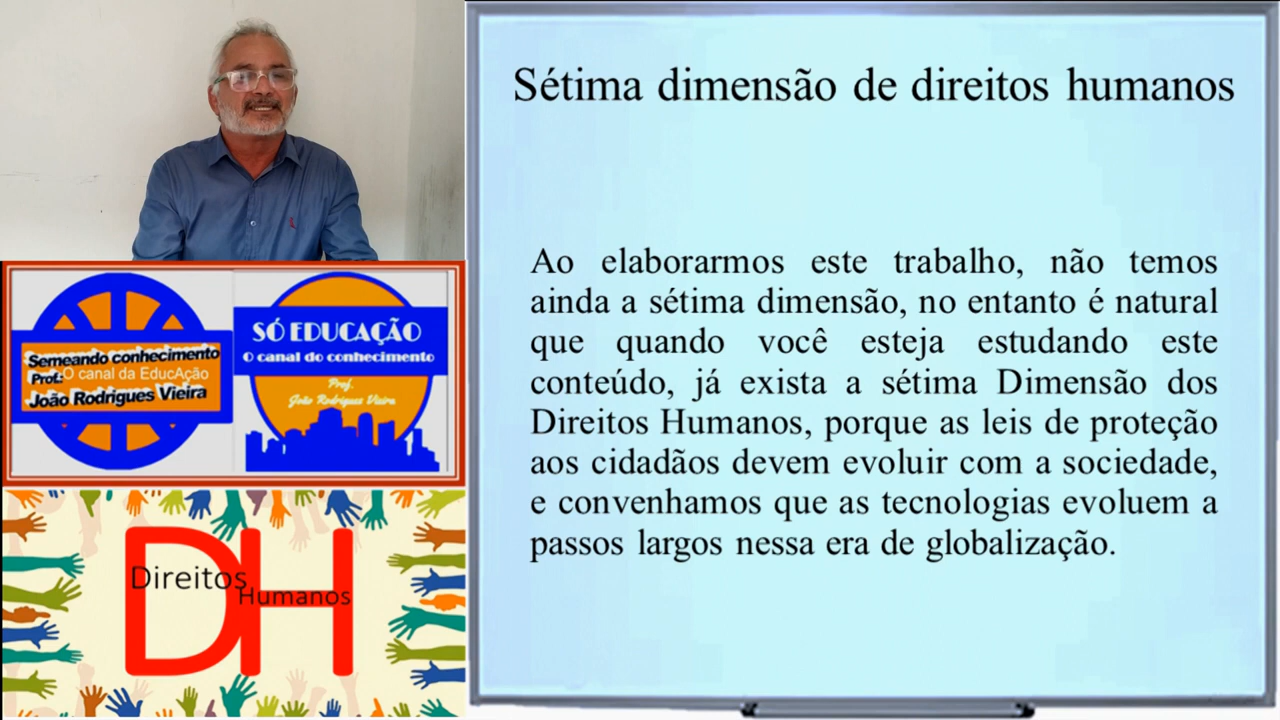 Sétima dimensão de direitos humanos
Ao elaborarmos este trabalho, não temos
ainda a sétima dimensão, no entanto é natural
que quando você esteja estudando este
conteúdo, já exista a sétima Dimensão dos
Direitos Humanos, porque as leis de proteção
aos cidadãos devem evoluir com a sociedade,
e convenhamos que as tecnologias evoluem a
passos largos nessa era de globalização.
Semeando conhecimento
Prof.: O canal da EducAção
João Rodrigues Vieira
SÓ EDUCAÇÃO
O canal do conhecimento
Prof.
João Rodrigues Vieira
DH
Direitos
Humanos